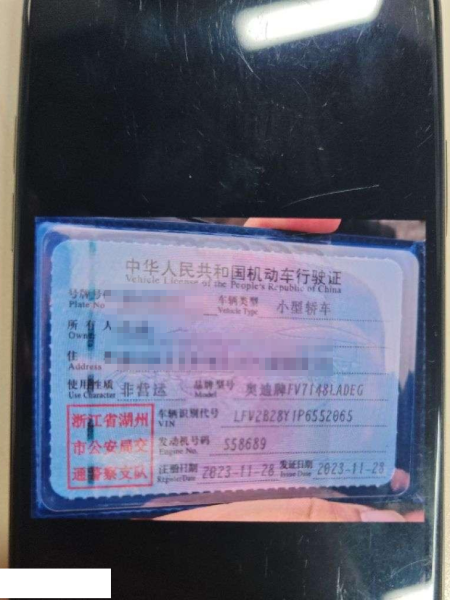 中华人民共和国机动车行驶证
Vehicle License of the People's Republic of China
号牌号码
Plate No
车辆类型
Vehicle Type
小型轿车
所有人
Owner
住
使用性质
Use Character
非营运
品牌型号
Model
奥迪牌FV7148LADEG
浙江省湖州
市公安局交
通警察支队
车辆识别代号
VIN
LFV2B28Y1P6552065
发动机号码
Engine No.
558689
注册日期
Register Date
2023-11-28
发证日期
Issue Date
2023-11-28